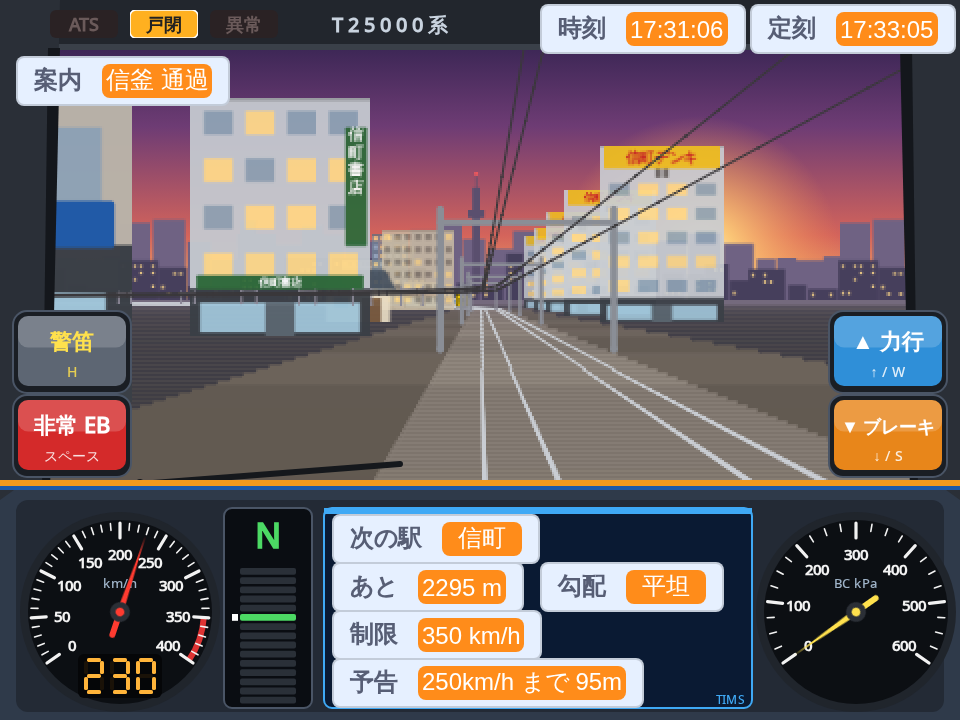 ATS 戸閉 異常 T25000系 時刻 17:31:06 定刻 17:33:05
案内 信釜 通過
信町書店
信町デンキ
信町書店
警笛
H
▲ 力行
↑ / W
非常 EB
スペース
▼ ブレーキ
↓ / S
0 50 100 150 200 250 300 350 400
km/h
230
N
次の駅 信町
あと 2295 m 勾配 平坦
制限 350 km/h
予告 250km/h まで 95m
TIMS
0 100 200 300 400 500 600
BC kPa